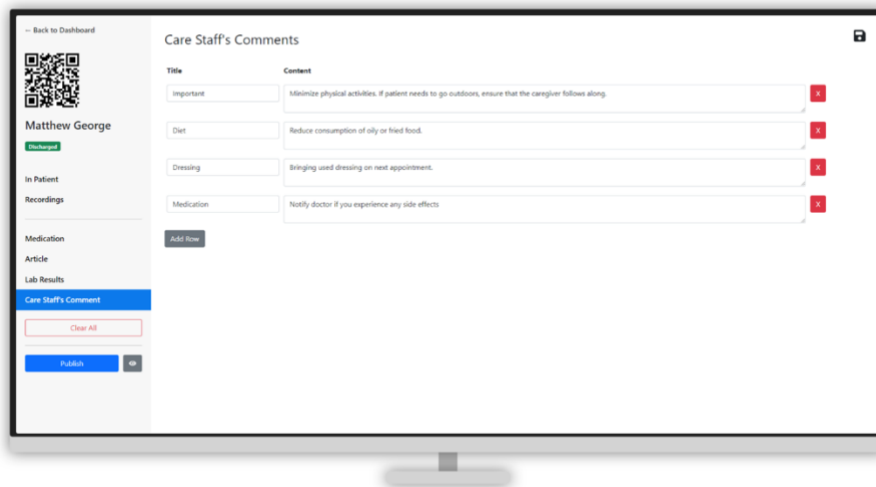 ← Back to Dashboard
Matthew George
Discharged
In Patient
Recordings
Medication
Article
Lab Results
Care Staff's Comment
Clear All
Publish
Care Staff's Comments
Title Content
Important Minimize physical activities. If patient needs to go outdoors, ensure that the caregiver follows along. X
Diet Reduce consumption of oily or fried food. X
Dressing Bringing used dressing on next appointment. X
Medication Notify doctor if you experience any side effects X
Add Row